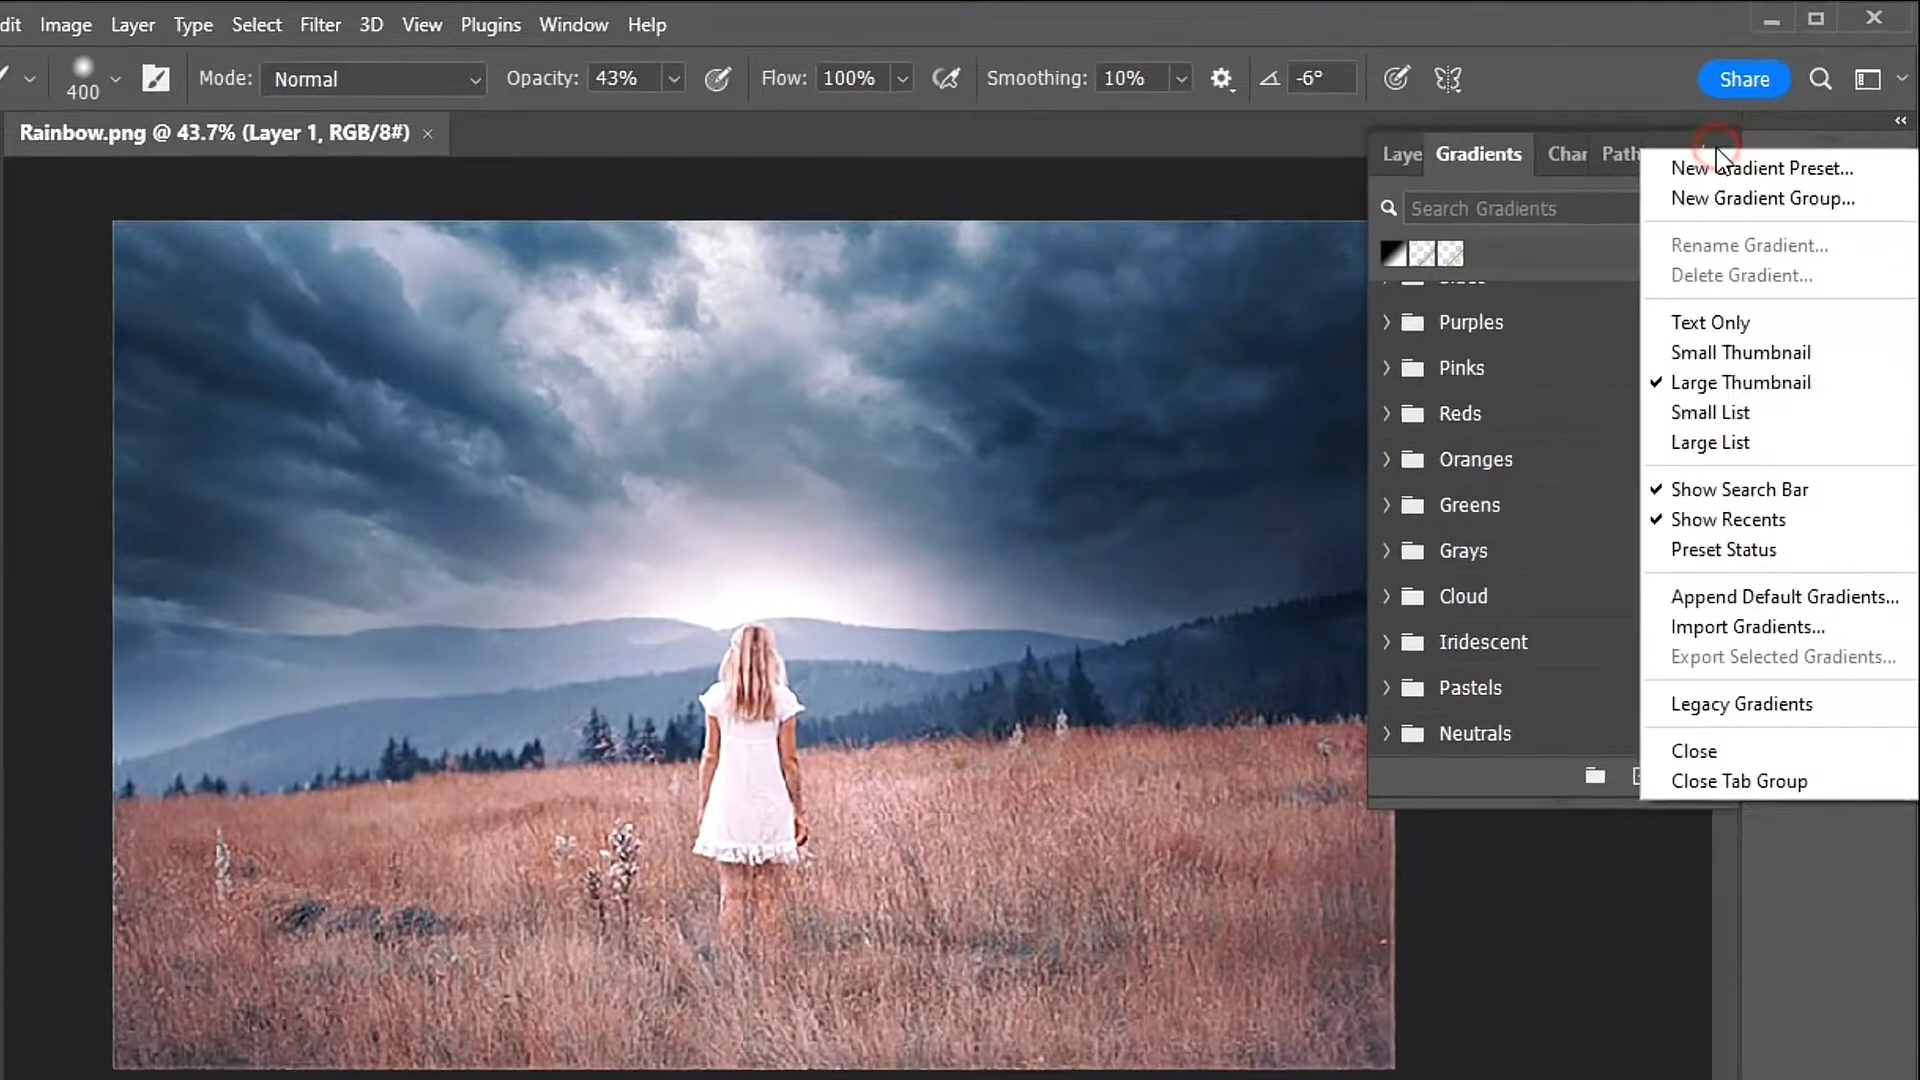 dit Image Layer Type Select Filter 3D View Plugins Window Help
400 Mode: Normal Opacity: 43% Flow: 100% Smoothing: 10% -6° Share
Rainbow.png @ 43.7% (Layer 1, RGB/8#) ×
Laye Gradients Char Path
Search Gradients
Purples
Pinks
Reds
Oranges
Greens
Grays
Cloud
Iridescent
Pastels
Neutrals
New Gradient Preset...
New Gradient Group...
Rename Gradient...
Delete Gradient...
Text Only
Small Thumbnail
Large Thumbnail
Small List
Large List
Show Search Bar
Show Recents
Preset Status
Append Default Gradients...
Import Gradients...
Export Selected Gradients...
Legacy Gradients
Close
Close Tab Group